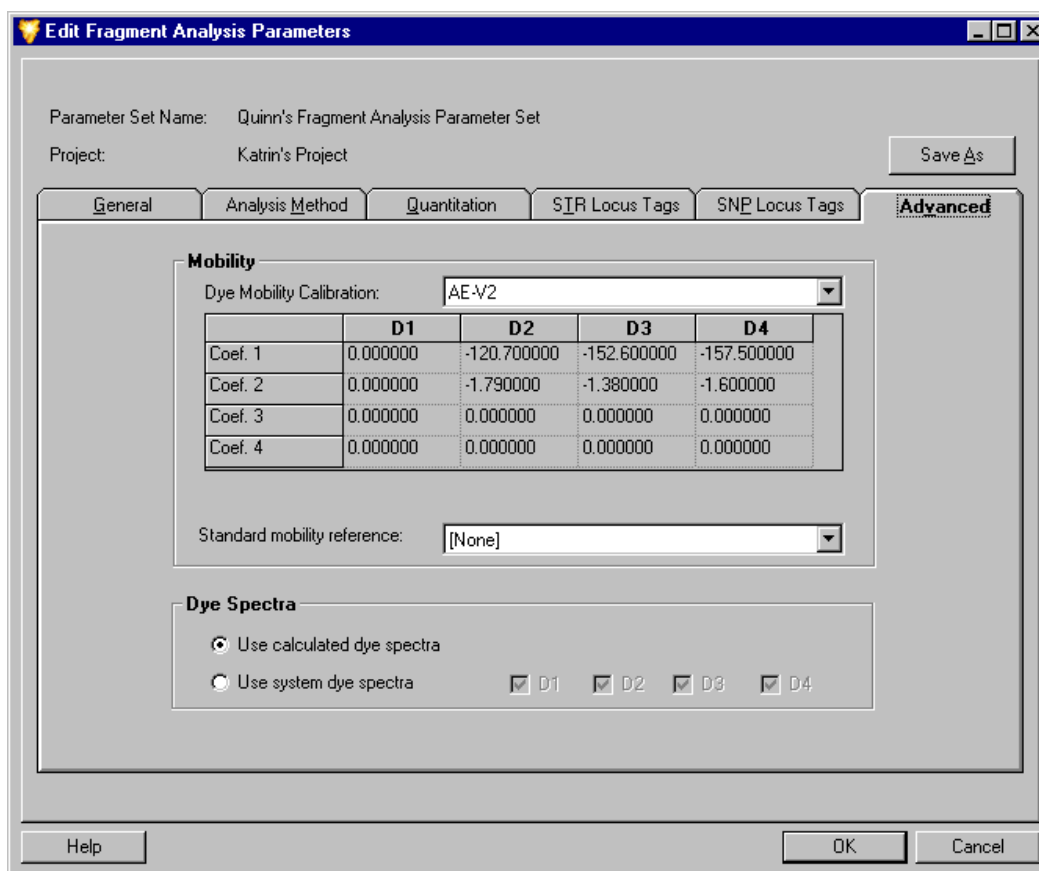 Edit Fragment Analysis Parameters
Parameter Set Name: Quinn's Fragment Analysis Parameter Set
Project: Katrin's Project
Save As
General Analysis Method Quantitation STR Locus Tags SNP Locus Tags Advanced
Mobility
Dye Mobility Calibration: AE-V2
D1 D2 D3 D4
Coef. 1 0.000000 -120.700000 -152.600000 -157.500000
Coef. 2 0.000000 -1.790000 -1.380000 -1.600000
Coef. 3 0.000000 0.000000 0.000000 0.000000
Coef. 4 0.000000 0.000000 0.000000 0.000000
Standard mobility reference: [None]
Dye Spectra
Use calculated dye spectra
Use system dye spectra D1 D2 D3 D4
Help OK Cancel